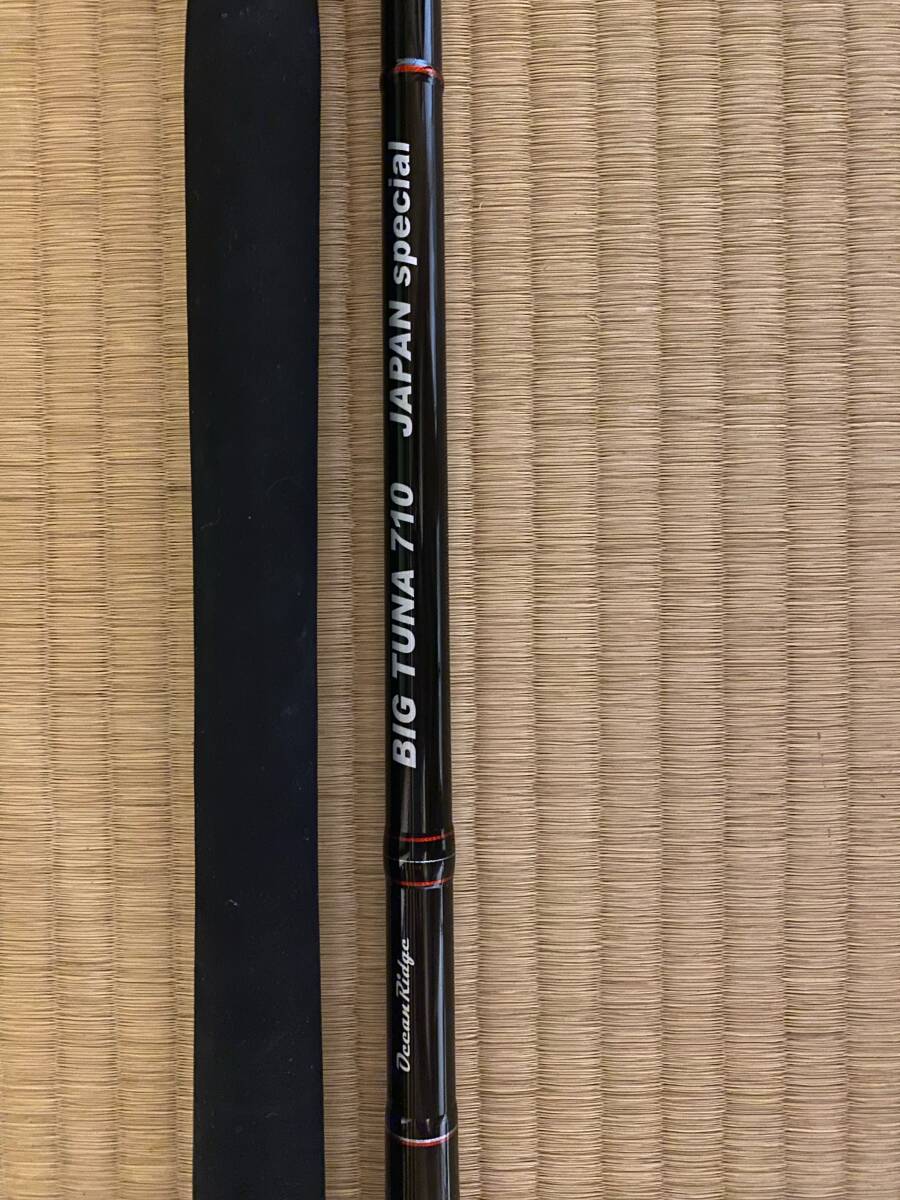 BIG TUNA 710 JAPAN special
Ocean Ridge